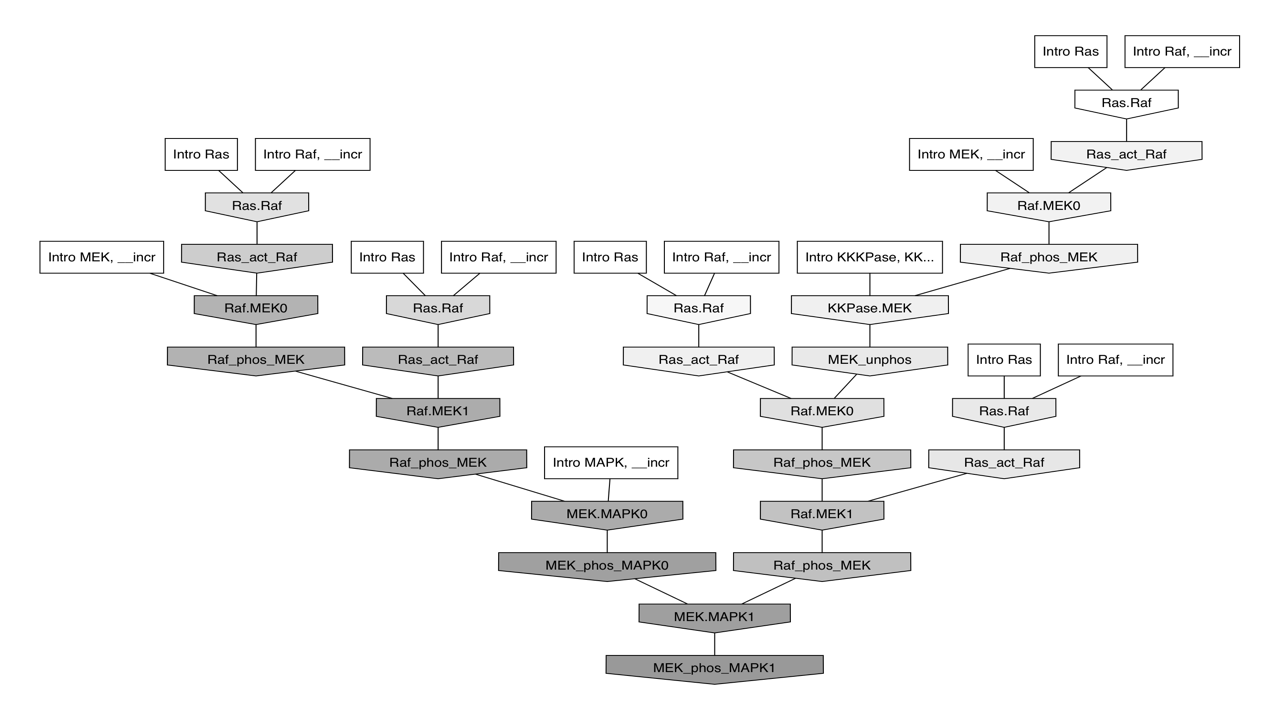 Intro Ras
Intro Raf, __incr
Ras.Raf
Intro Ras
Intro Raf, __incr
Intro MEK, __incr
Ras_act_Raf
Ras.Raf
Raf.MEK0
Intro MEK, __incr
Ras_act_Raf
Intro Ras
Intro Raf, __incr
Intro Ras
Intro Raf, __incr
Intro KKKPase, KK...
Raf_phos_MEK
Raf.MEK0
Ras.Raf
Ras.Raf
KKPase.MEK
Raf_phos_MEK
Ras_act_Raf
Ras_act_Raf
MEK_unphos
Intro Ras
Intro Raf, __incr
Raf.MEK1
Raf.MEK0
Ras.Raf
Raf_phos_MEK
Intro MAPK, __incr
Raf_phos_MEK
Ras_act_Raf
MEK.MAPK0
Raf.MEK1
MEK_phos_MAPK0
Raf_phos_MEK
MEK.MAPK1
MEK_phos_MAPK1